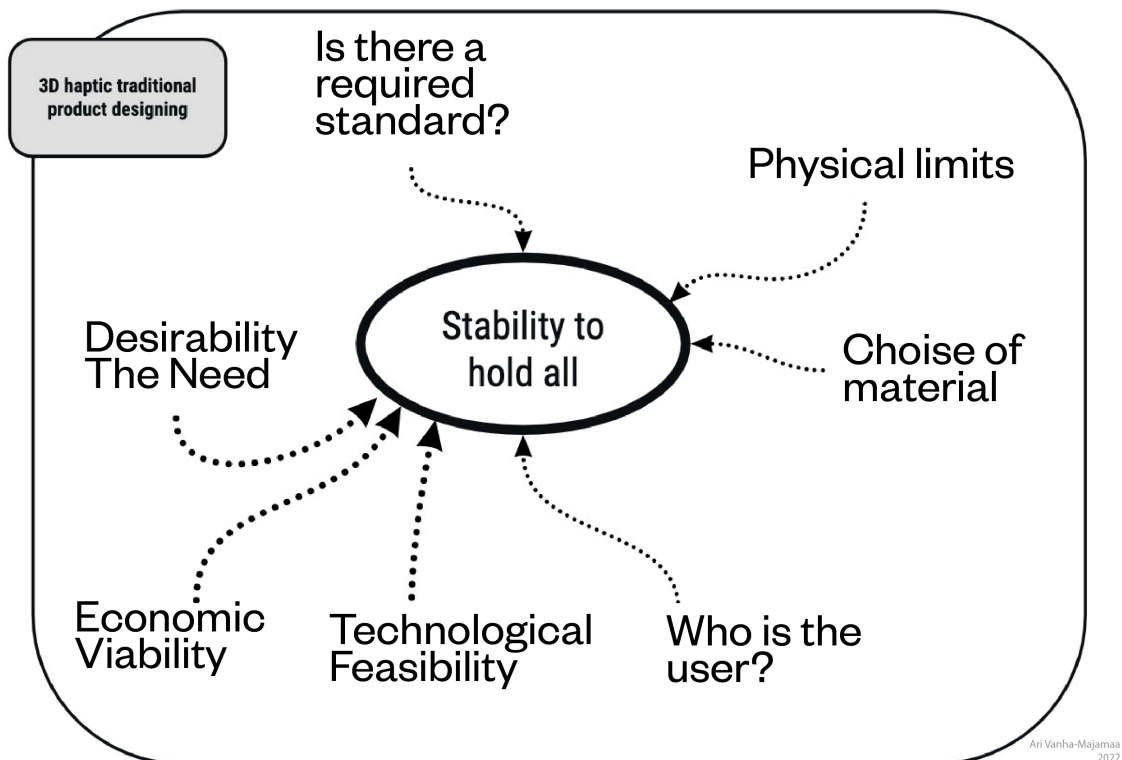 3D haptic traditional
product designing
Is there a
required
standard?
Physical limits
Stability to
hold all
Desirability
The Need
Choise of
material
Economic
Viability
Technological
Feasibility
Who is the
user?
Ari Vanha-Majamaa
2022